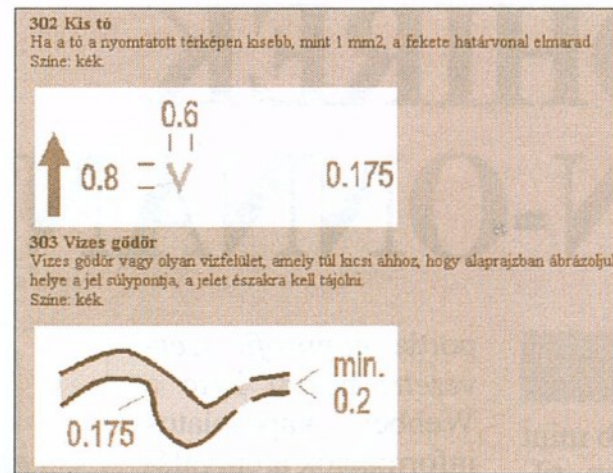 302 Kis tó
Ha a tó a nyomtatott térképen kisebb, mint 1 mm2, a fekete határvonal elmarad.
Színe: kék.
0.6
0.8
0.175
303 Vizes gödör
Vizes gödör vagy olyan vízfelület, amely túl kicsi ahhoz, hogy alaprajzban ábrázoljuk
helye a jel súlypontja, a jelet északra kell tájolni.
Színe: kék.
min.
0.2
0.175